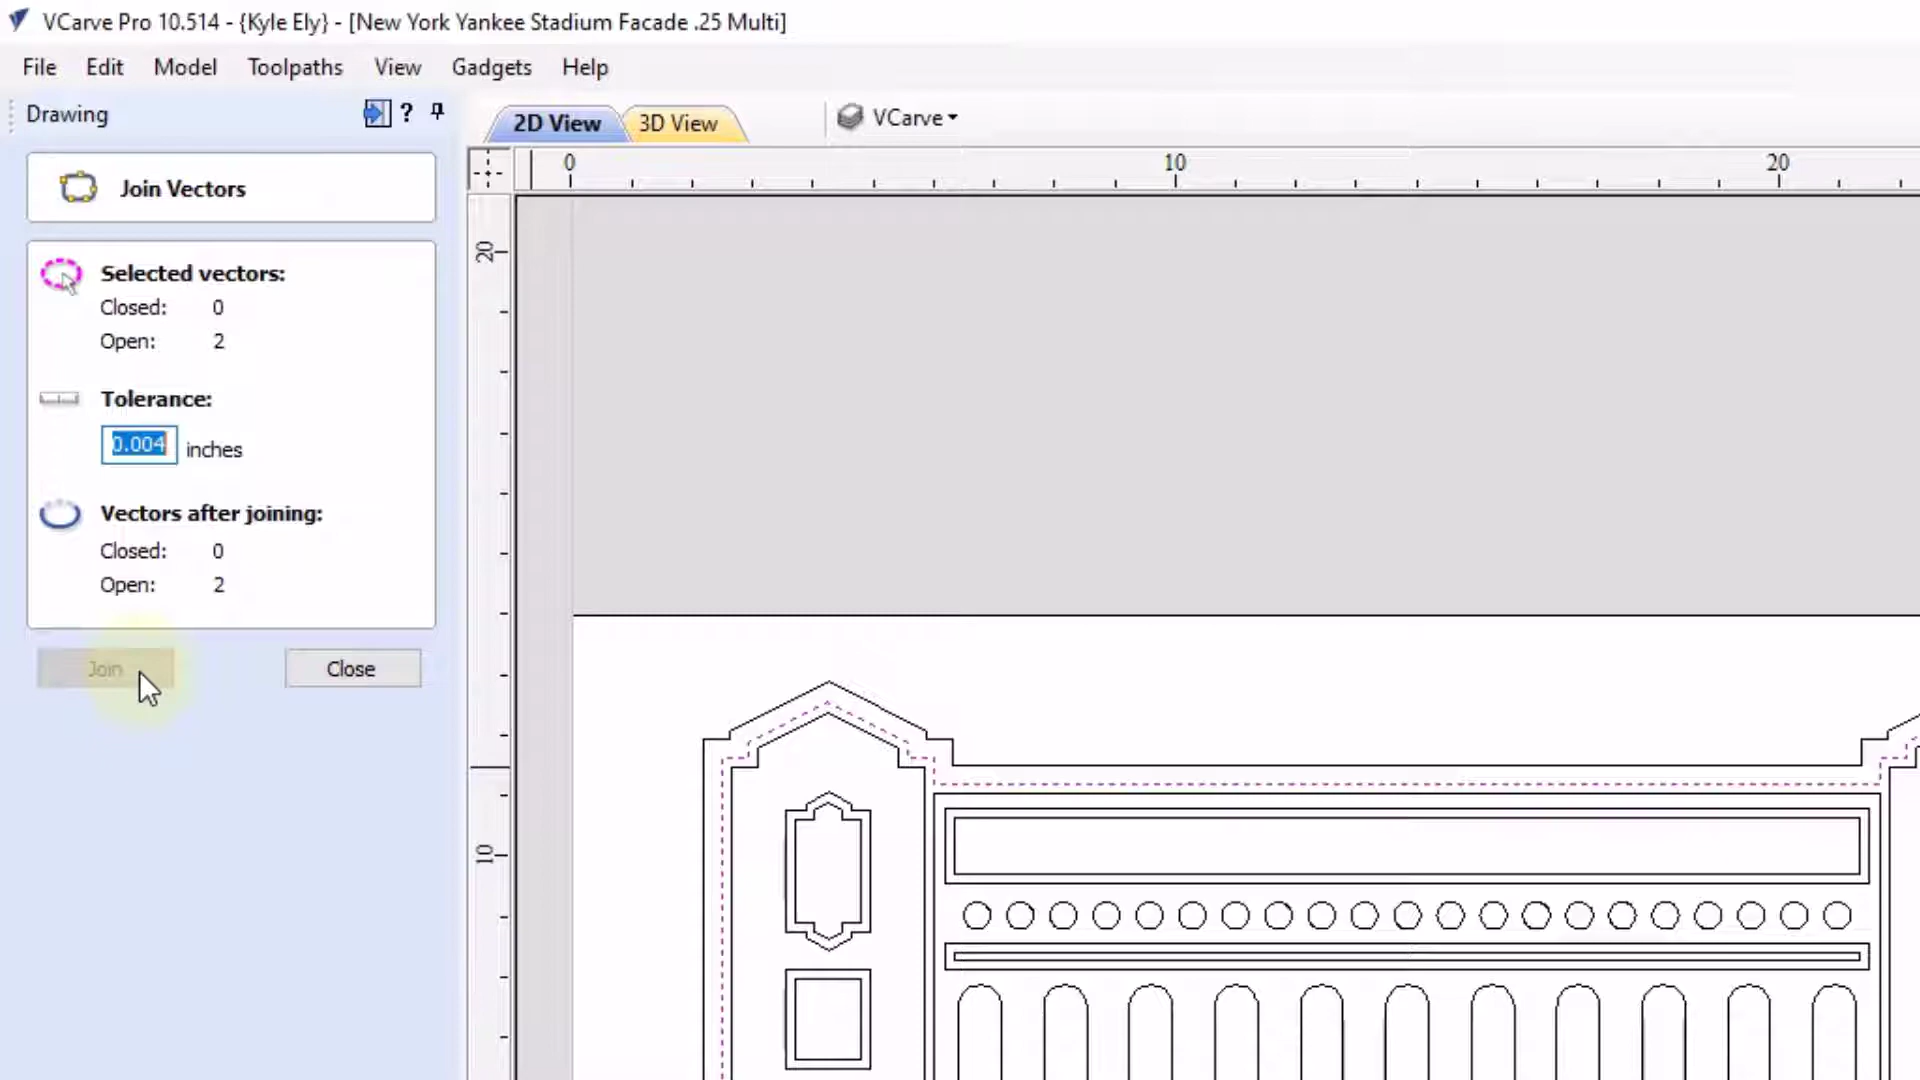 VCarve Pro 10.514 - {Kyle Ely} - [New York Yankee Stadium Facade .25 Multi]
File Edit Model Toolpaths View Gadgets Help
Drawing ?
2D View 3D View VCarve
0 10 20
Join Vectors
20
Selected vectors:
Closed: 0
Open: 2
Tolerance:
0.004 inches
Vectors after joining:
Closed: 0
Open: 2
Join Close
10